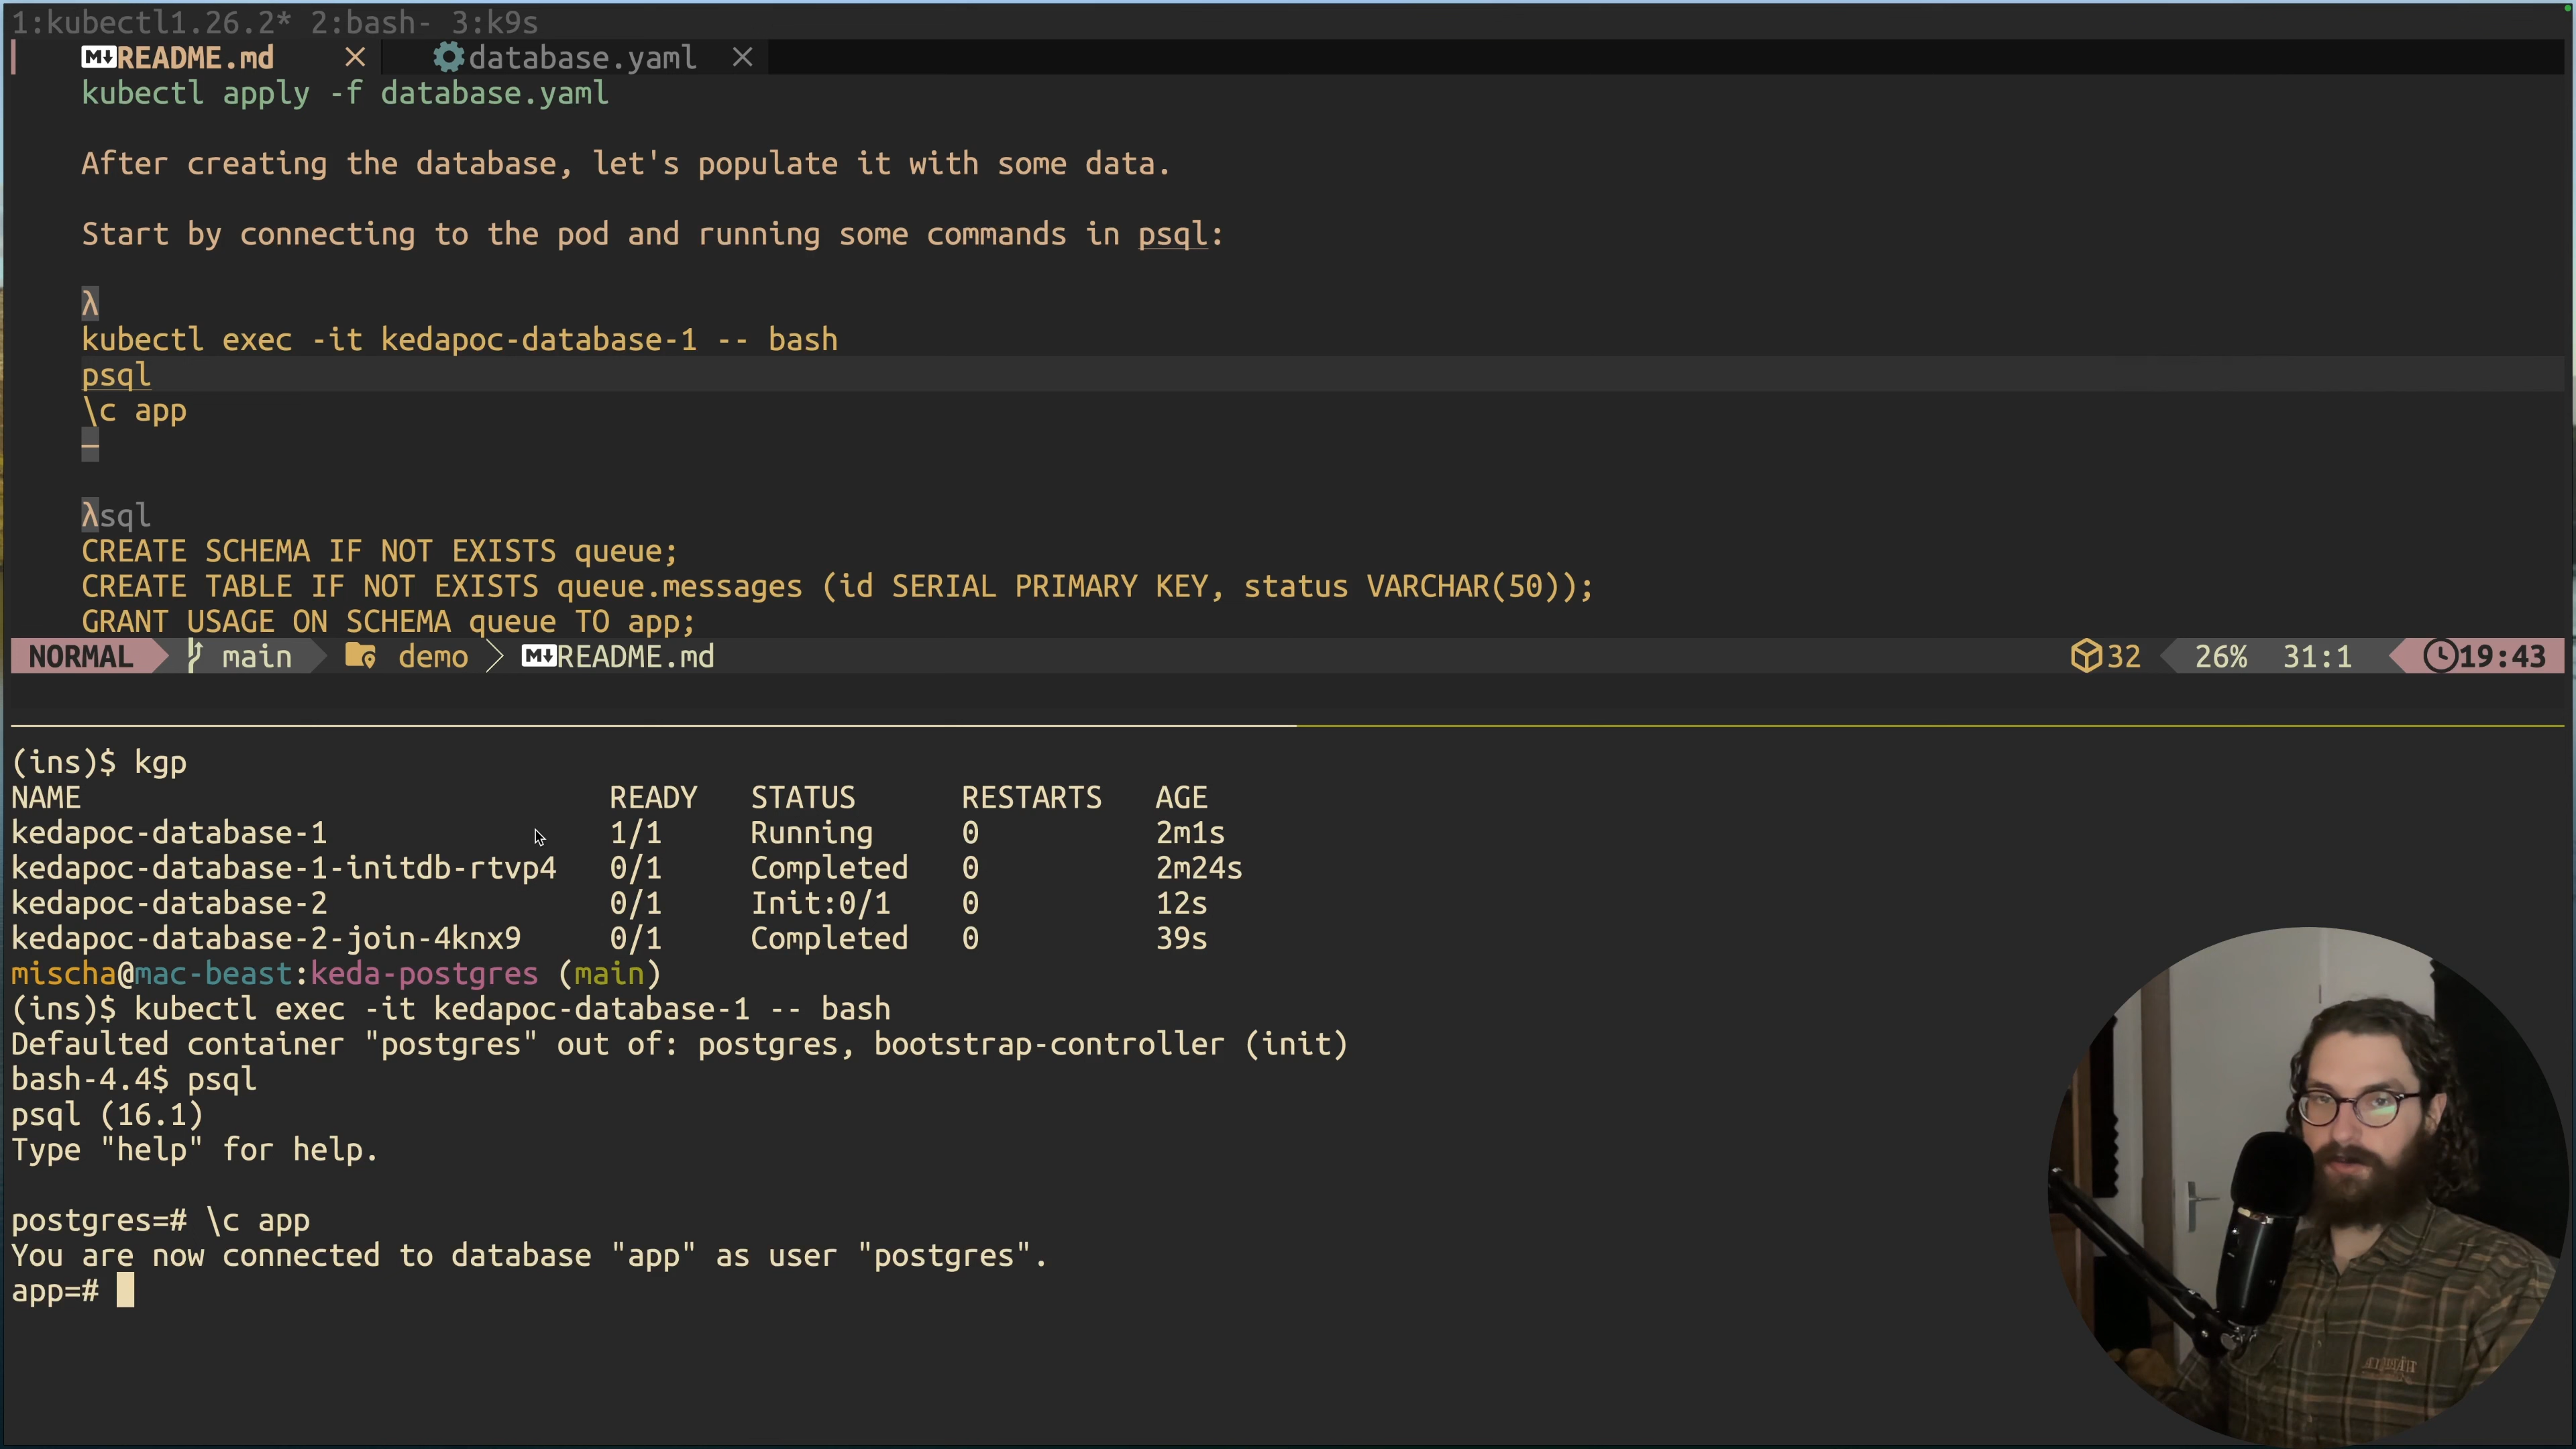 1:kubectl1.26.2* 2:bash- 3:k9s
M↓README.md × database.yaml ×
kubectl apply -f database.yaml
After creating the database, let's populate it with some data.
Start by connecting to the pod and running some commands in psql:
λ
kubectl exec -it kedapoc-database-1 -- bash
psql
\c app
—
λsql
CREATE SCHEMA IF NOT EXISTS queue;
CREATE TABLE IF NOT EXISTS queue.messages (id SERIAL PRIMARY KEY, status VARCHAR(50));
GRANT USAGE ON SCHEMA queue TO app;
NORMAL main demo > M↓README.md 32 26% 31:1 19:43
(ins)$ kgp
NAME READY STATUS RESTARTS AGE
kedapoc-database-1 1/1 Running 0 2m1s
kedapoc-database-1-initdb-rtvp4 0/1 Completed 0 2m24s
kedapoc-database-2 0/1 Init:0/1 0 12s
kedapoc-database-2-join-4knx9 0/1 Completed 0 39s
mischa@mac-beast:keda-postgres (main)
(ins)$ kubectl exec -it kedapoc-database-1 -- bash
Defaulted container "postgres" out of: postgres, bootstrap-controller (init)
bash-4.4$ psql
psql (16.1)
Type "help" for help.
postgres=# \c app
You are now connected to database "app" as user "postgres".
app=#